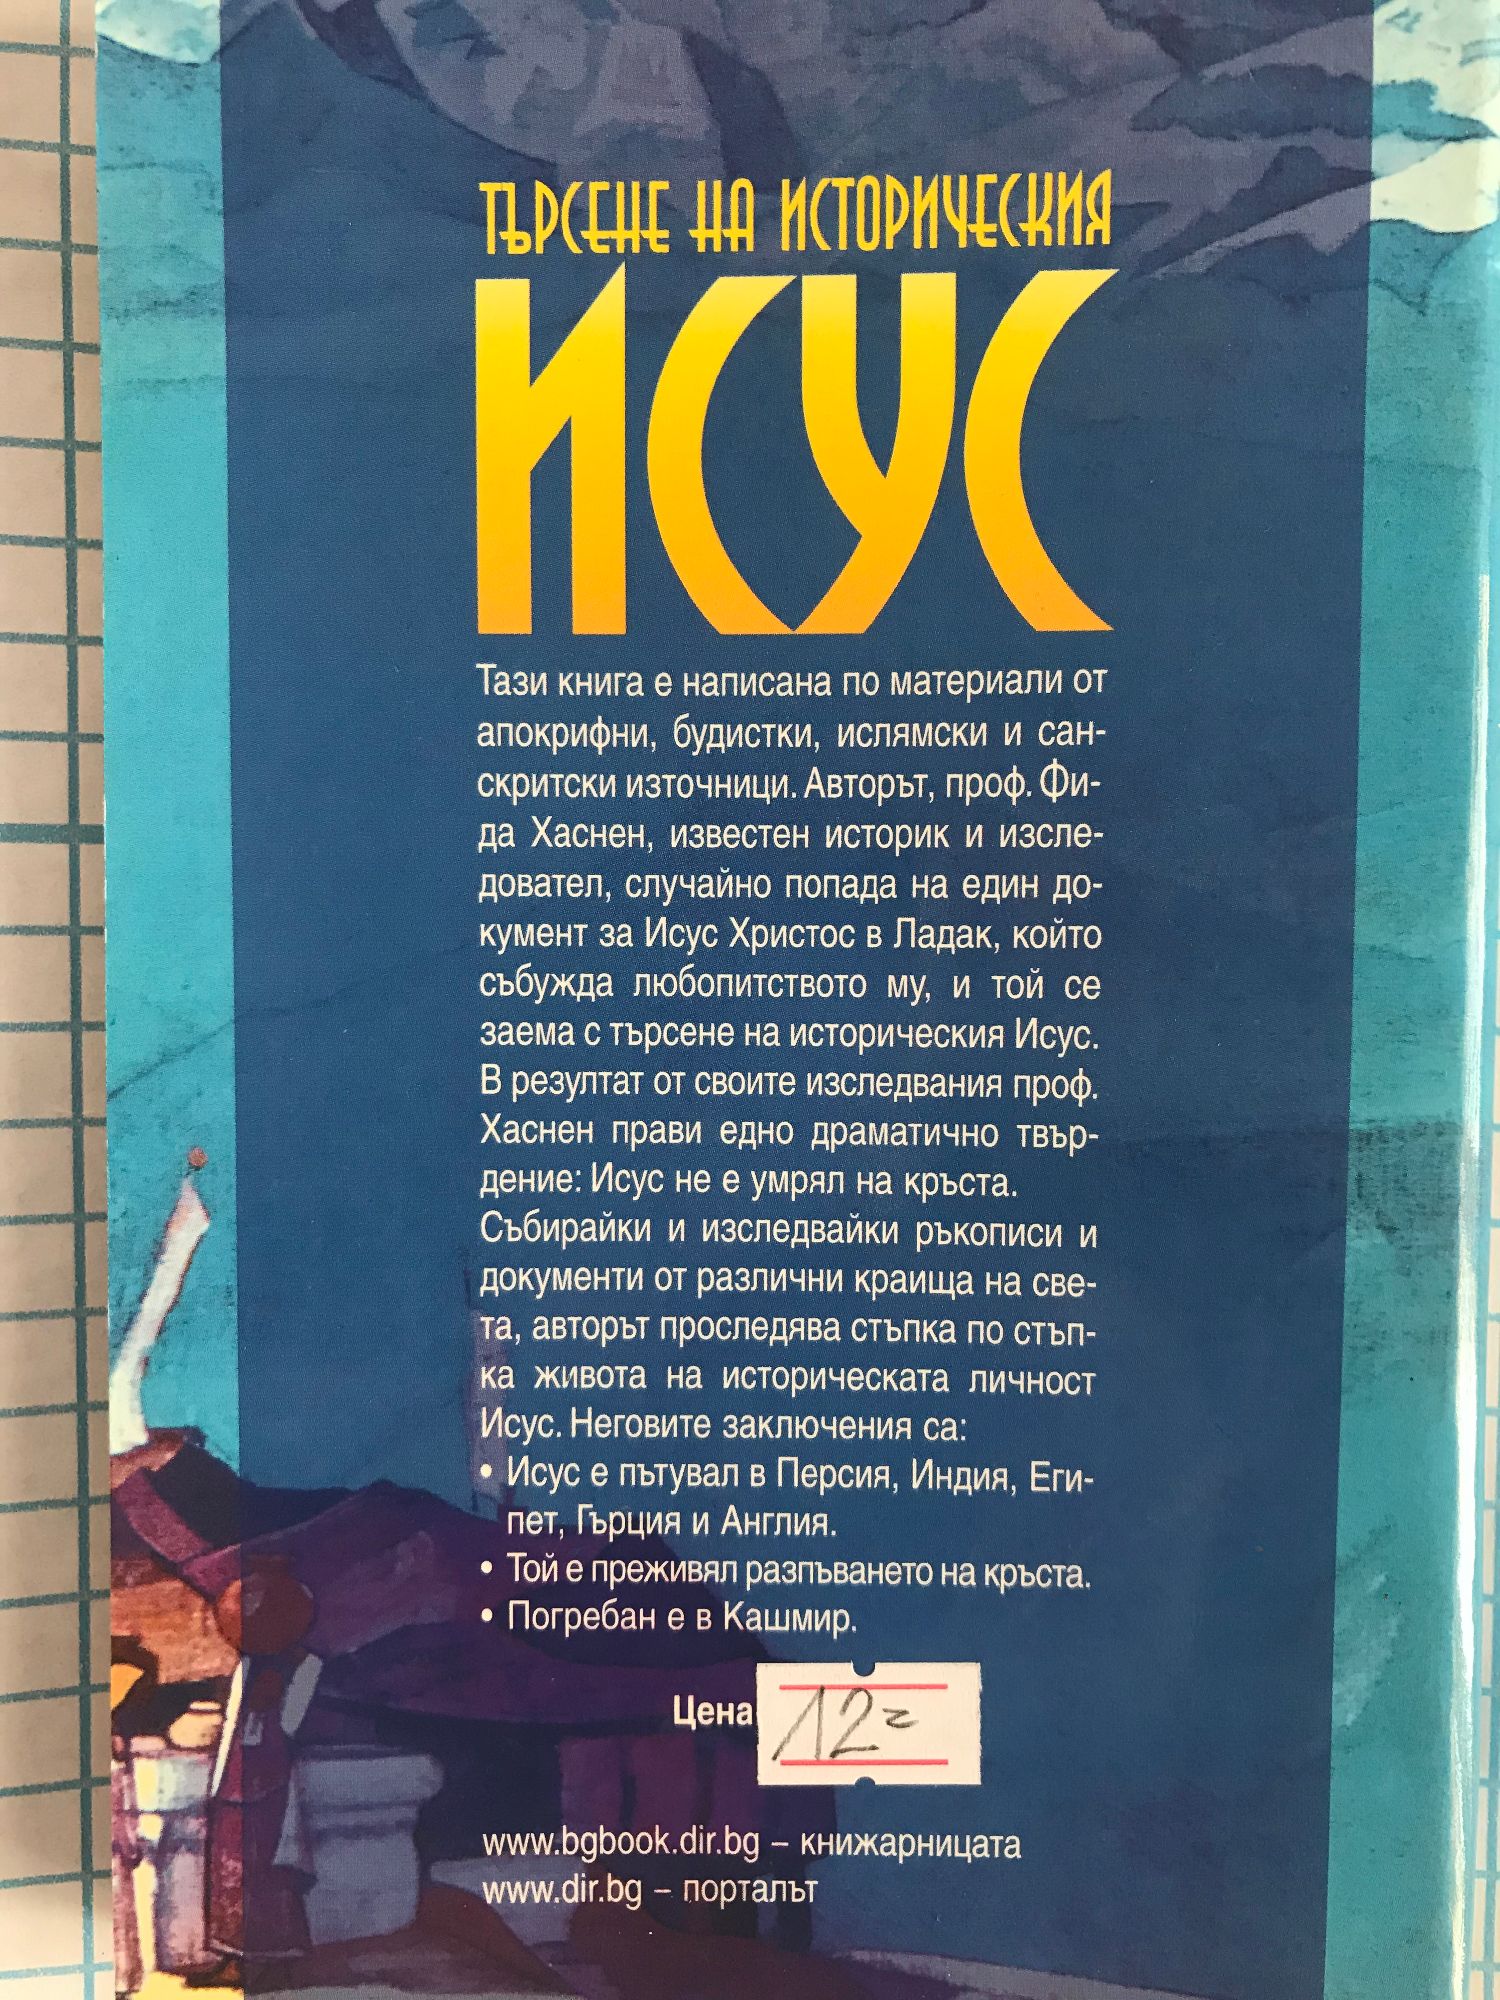 ТЪРСЕНЕ НА ИСТОРИЧЕСКИЯ
ИСУС
Тази книга е написана по материали от
апокрифни, будистки, ислямски и сан-
скритски източници. Авторът, проф. Фи-
да Хаснен, известен историк и изсле-
довател, случайно попада на един до-
кумент за Исус Христос в Ладак, който
събужда любопитството му, и той се
заема с търсене на историческия Исус.
В резултат от своите изследвания проф.
Хаснен прави едно драматично твър-
дение: Исус не е умрял на кръста.
Събирайки и изследвайки ръкописи и
документи от различни краища на све-
та, авторът проследява стъпка по стъп-
ка живота на историческата личност
Исус. Неговите заключения са:
• Исус е пътувал в Персия, Индия, Еги-
пет, Гърция и Англия.
• Той е преживял разпъването на кръста.
• Погребан е в Кашмир.
Цена 12=
www.bgbook.dir.bg – книжарницата
www.dir.bg – порталът